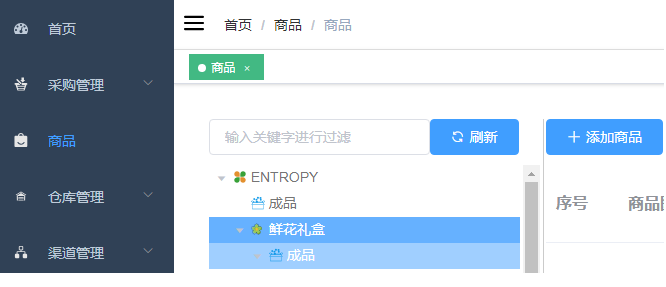 首页
采购管理
商品
仓库管理
渠道管理
首页 / 商品 / 商品
商品 ×
输入关键字进行过滤
刷新
ENTROPY
成品
鲜花礼盒
成品
添加商品
序号 商品